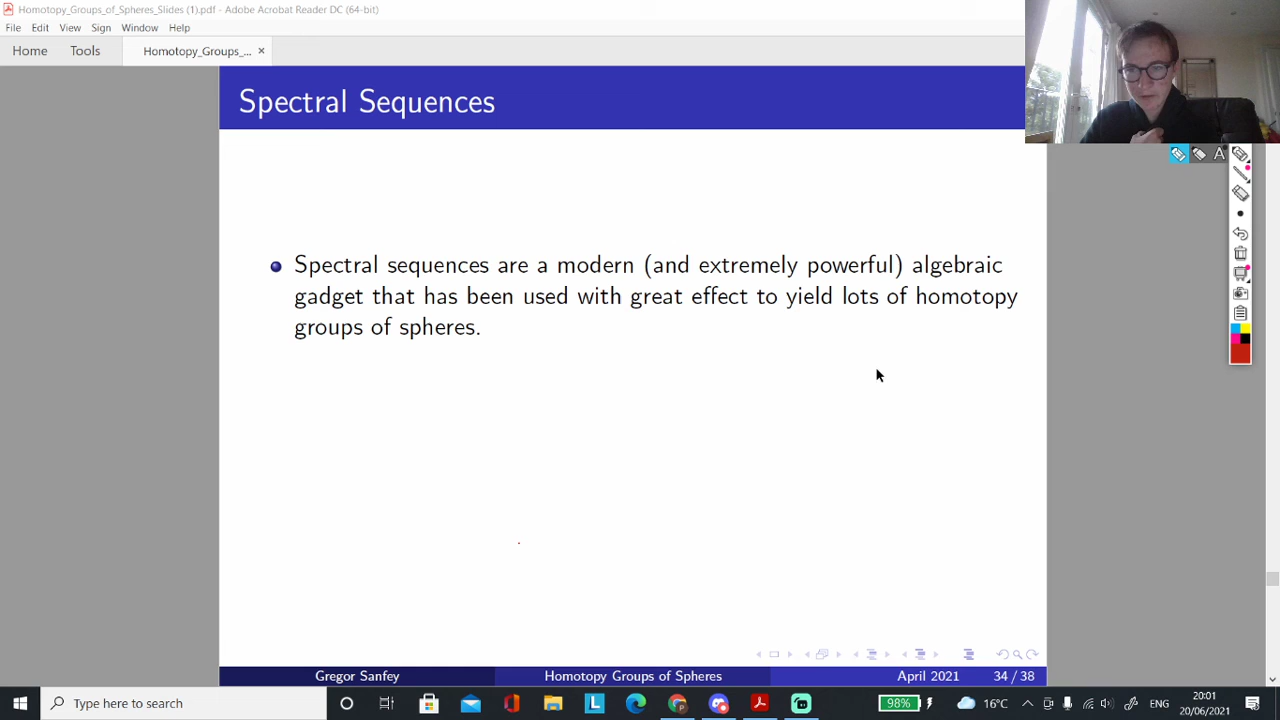 Homotopy_Groups_of_Spheres_Slides (1).pdf - Adobe Acrobat Reader DC (64-bit)
File Edit View Sign Window Help
Home Tools Homotopy_Groups_... ×
Spectral Sequences
A
Spectral sequences are a modern (and extremely powerful) algebraic
gadget that has been used with great effect to yield lots of homotopy
groups of spheres.
Gregor Sanfey Homotopy Groups of Spheres April 2021 34 / 38
Type here to search 98% 16°C ENG 20:01
20/06/2021